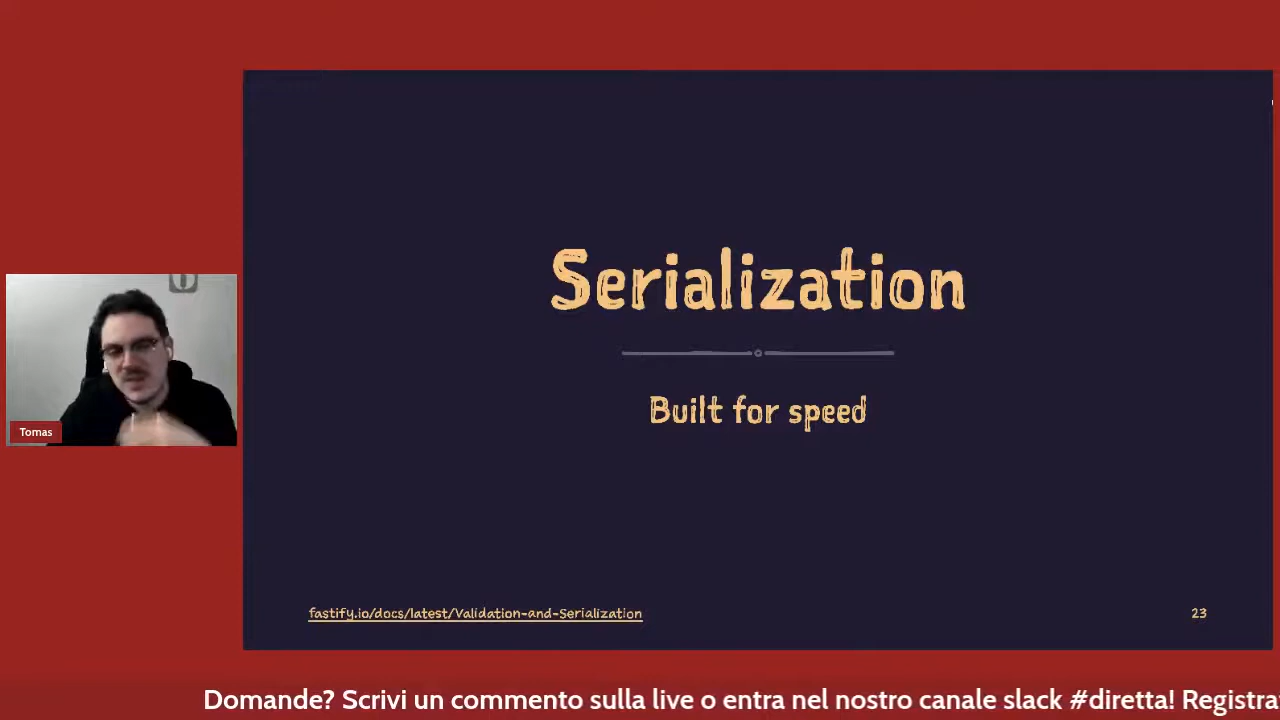 Serialization
Built for speed
Tomas
fastify.io/docs/latest/Validation-and-Serialization
23
Domande? Scrivi un commento sulla live o entra nel nostro canale slack #diretta! Registra